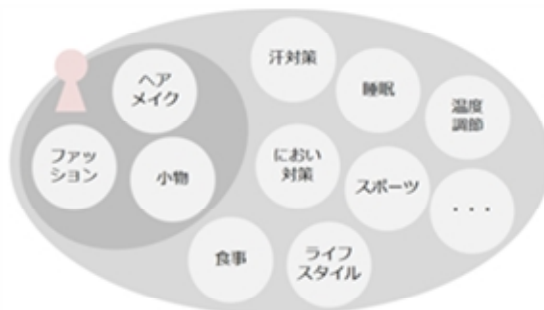 ヘア
メイク
ファッ
ション
小物
汗対策
睡眠
温度
調節
におい
対策
スポーツ
・・・
食事
ライフ
スタイル